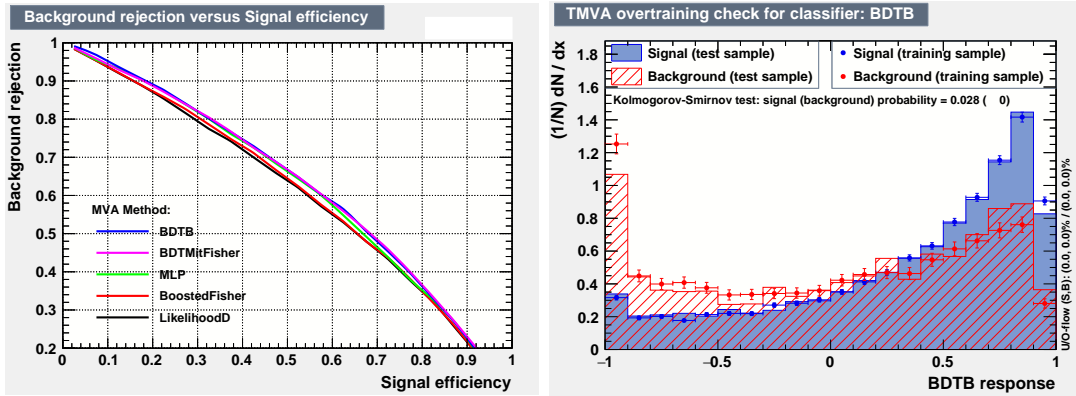 Background rejection versus Signal efficiency
Background rejection
1
0.9
0.8
0.7
0.6
0.5
0.4
0.3
0.2
MVA Method:
BDTB
BDTMitFisher
MLP
BoostedFisher
LikelihoodD
0 0.1 0.2 0.3 0.4 0.5 0.6 0.7 0.8 0.9 1
Signal efficiency
TMVA overtraining check for classifier: BDTB
(1/N) dN / dx
1.8
1.6
1.4
1.2
1
0.8
0.6
0.4
0.2
0
Signal (test sample)
Background (test sample)
Signal (training sample)
Background (training sample)
Kolmogorov-Smirnov test: signal (background) probability = 0.028 ( 0)
−1 −0.5 0 0.5 1
BDTB response
U/O-flow (S,B): (0.0, 0.0)% / (0.0, 0.0)%